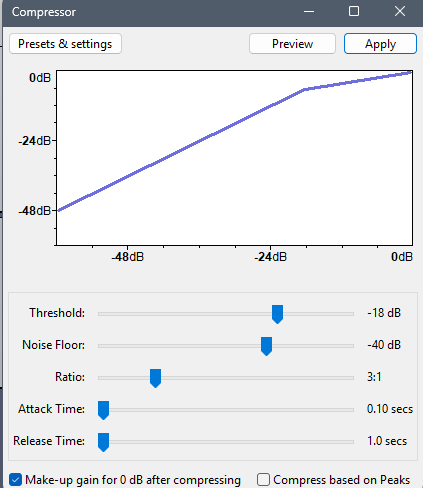 Compressor
Presets & settings Preview Apply
0dB
-24dB
-48dB
-48dB -24dB 0dB
Threshold: -18 dB
Noise Floor: -40 dB
Ratio: 3:1
Attack Time: 0.10 secs
Release Time: 1.0 secs
Make-up gain for 0 dB after compressing Compress based on Peaks